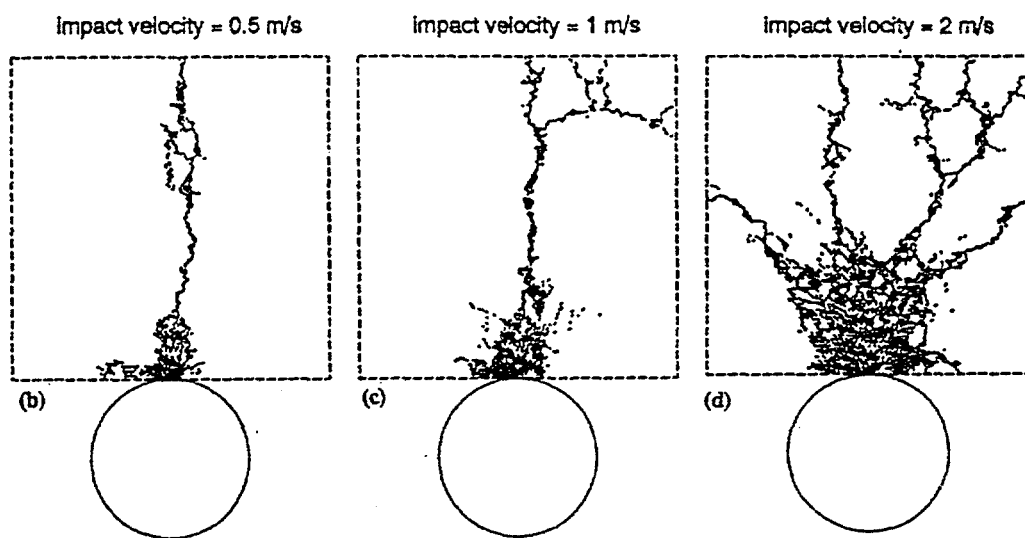 impact velocity = 0.5 m/s
impact velocity = 1 m/s
impact velocity = 2 m/s
(b)
(c)
(d)